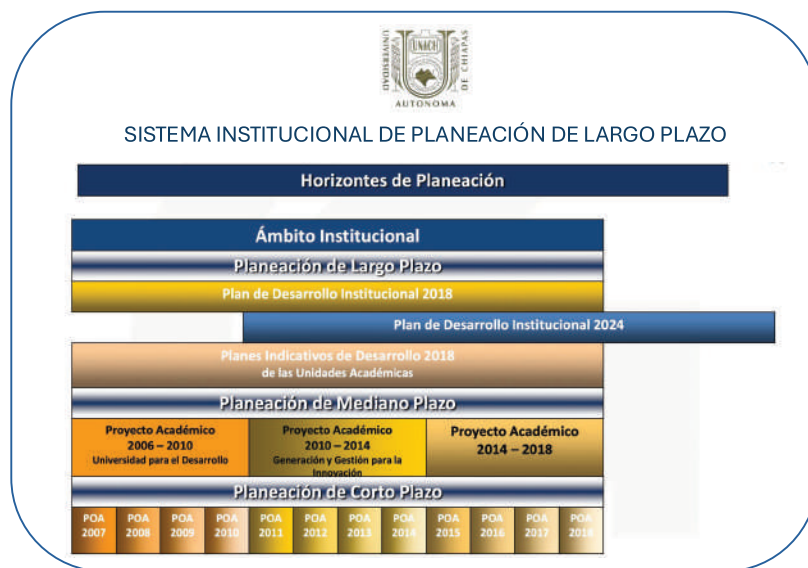 UNIVERSIDAD
UNACH
DE CHIAPAS
AUTONOMA
SISTEMA INSTITUCIONAL DE PLANEACIÓN DE LARGO PLAZO
Horizontes de Planeación
Ámbito Institucional
Planeación de Largo Plazo
Plan de Desarrollo Institucional 2018
Plan de Desarrollo Institucional 2024
Planes Indicativos de Desarrollo 2018
de las Unidades Académicas
Planeación de Mediano Plazo
Proyecto Académico
2006 – 2010
Universidad para el Desarrollo
Proyecto Académico
2010 – 2014
Generación y Gestión para la
Innovación
Proyecto Académico
2014 – 2018
Planeación de Corto Plazo
POA
2007
POA
2008
POA
2009
POA
2010
POA
2011
POA
2012
POA
2013
POA
2014
POA
2015
POA
2016
POA
2017
POA
2018